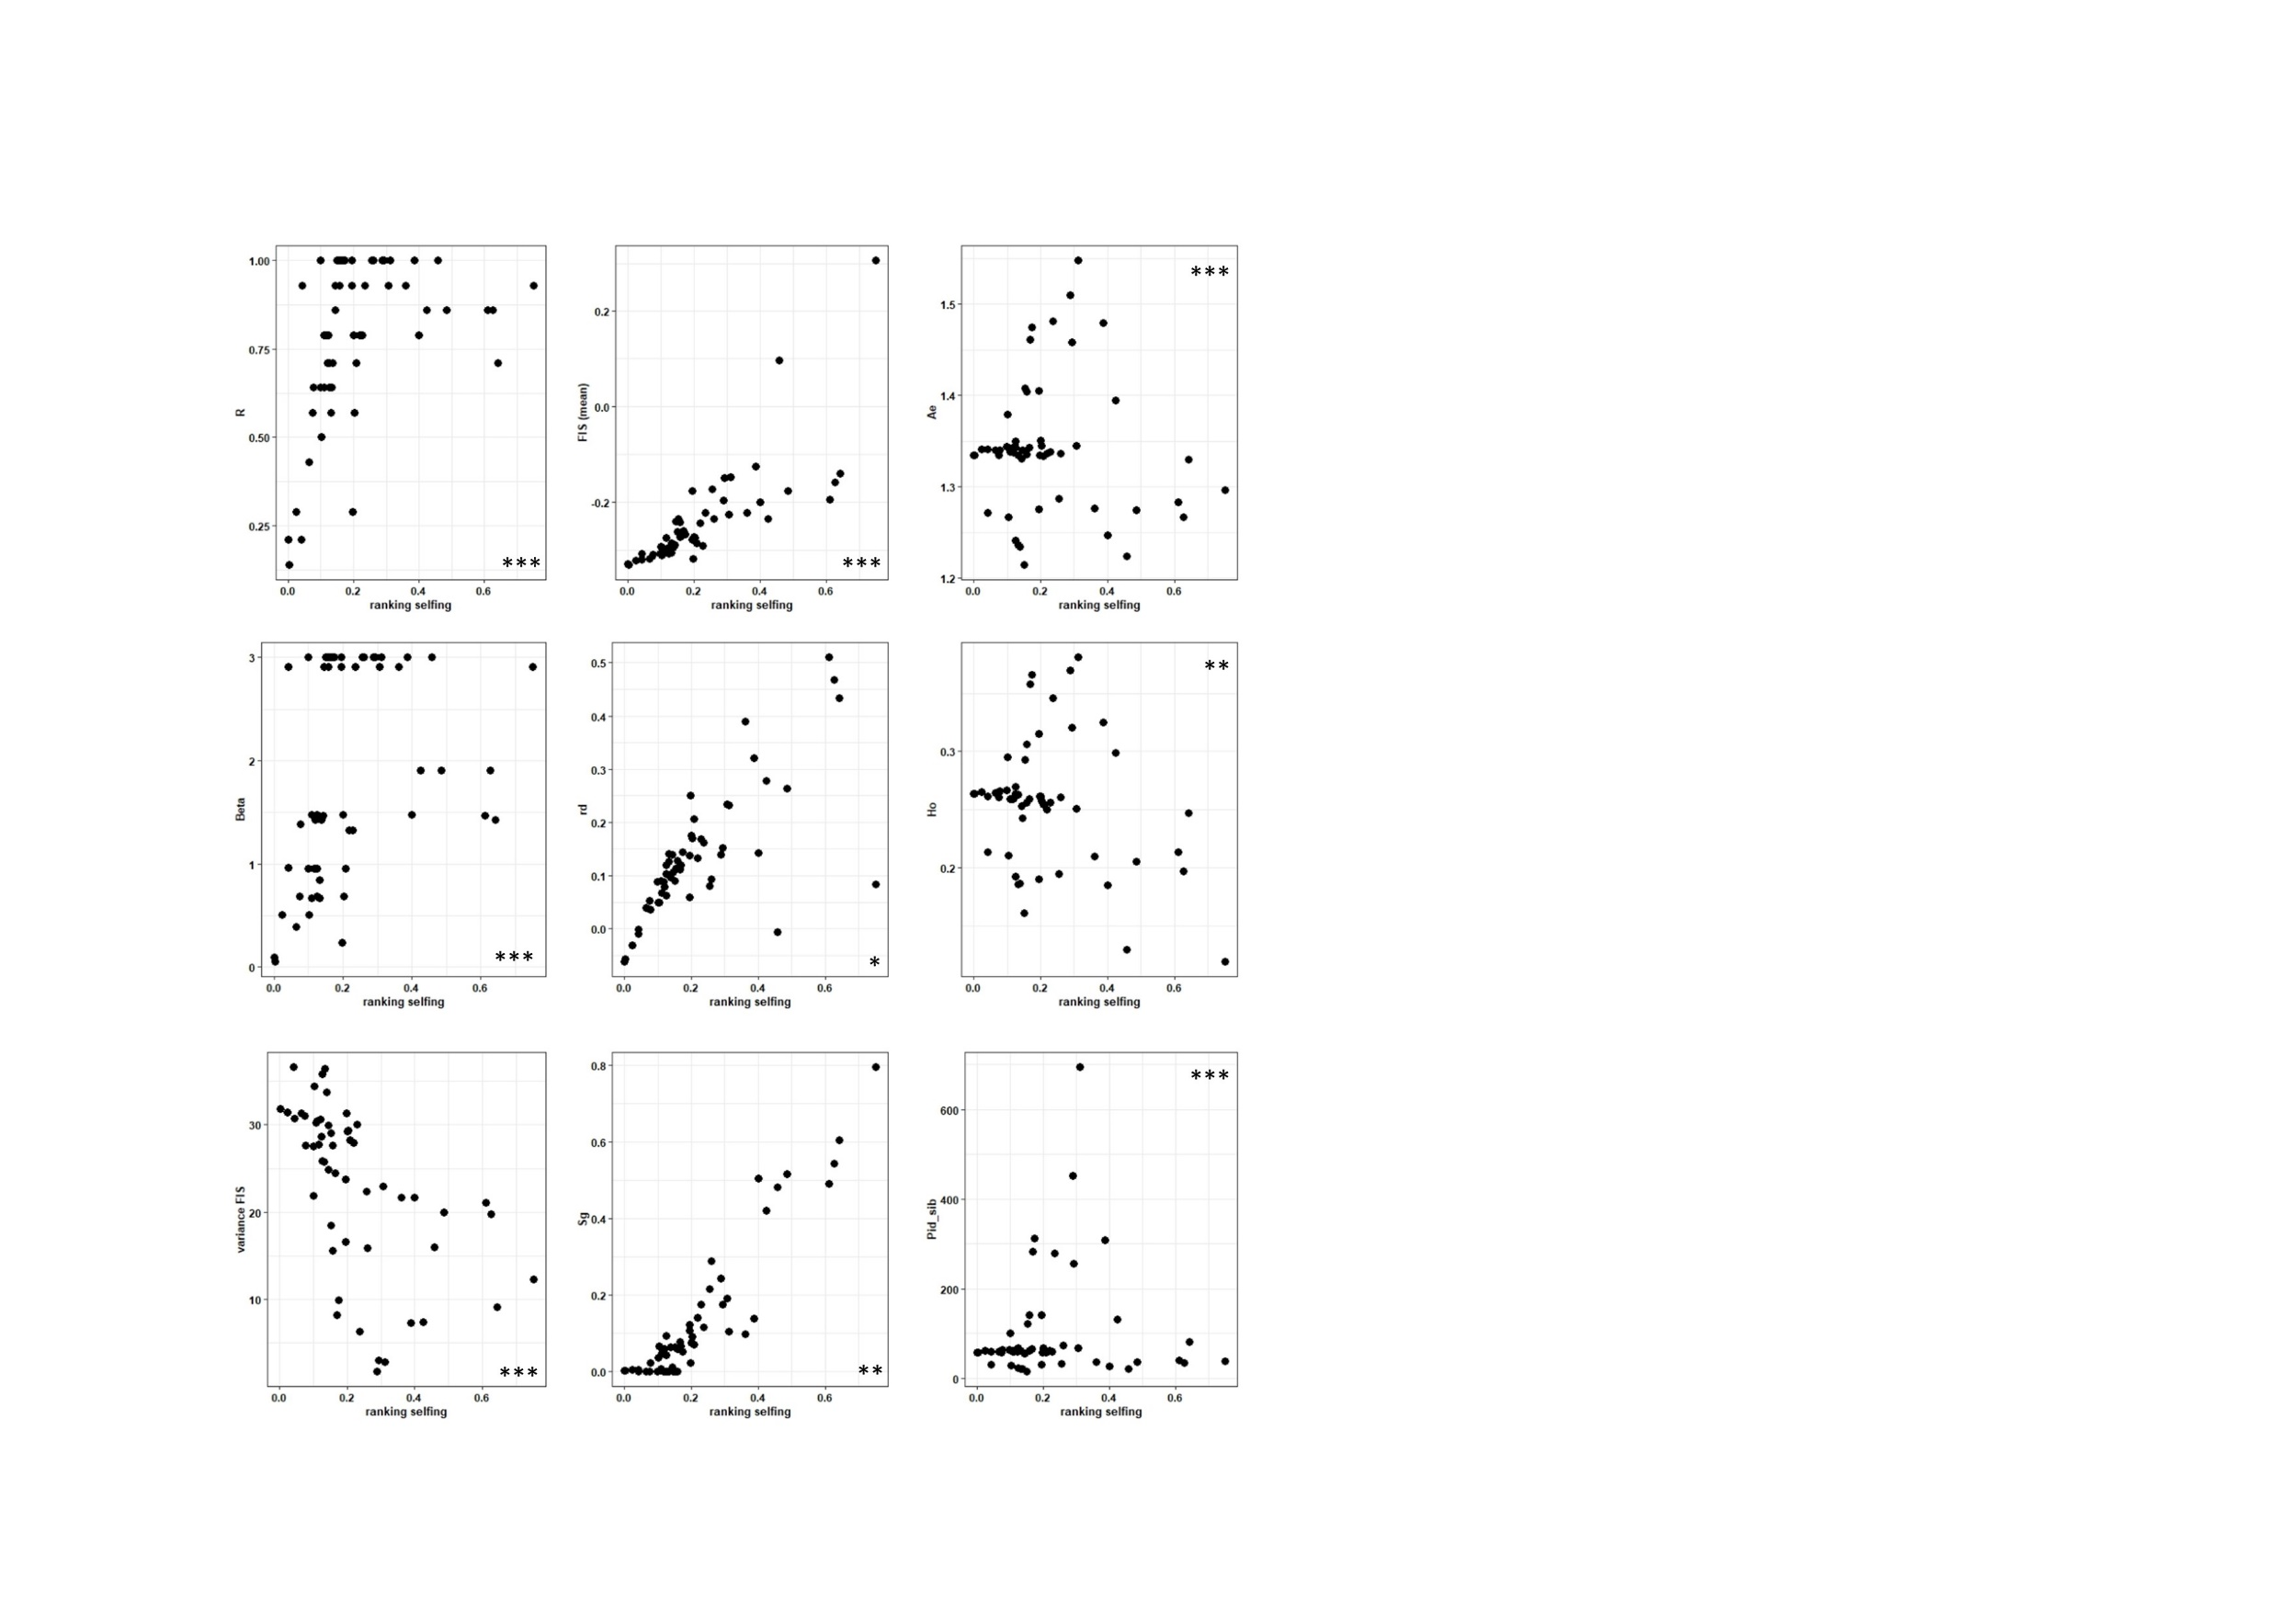 R
1.00
0.75
0.50
0.25
0.0 0.2 0.4 0.6
ranking selfing
***
FIS (mean)
0.2
0.0
-0.2
0.0 0.2 0.4 0.6
ranking selfing
***
Ae
1.5
1.4
1.3
1.2
0.0 0.2 0.4 0.6
ranking selfing
***
Beta
3
2
1
0
0.0 0.2 0.4 0.6
ranking selfing
***
rd
0.5
0.4
0.3
0.2
0.1
0.0
0.0 0.2 0.4 0.6
ranking selfing
*
Ho
0.3
0.2
0.0 0.2 0.4 0.6
ranking selfing
**
variance FIS
30
20
10
0.0 0.2 0.4 0.6
ranking selfing
***
Sg
0.8
0.6
0.4
0.2
0.0
0.0 0.2 0.4 0.6
ranking selfing
**
Pid_sib
600
400
200
0
0.0 0.2 0.4 0.6
ranking selfing
***